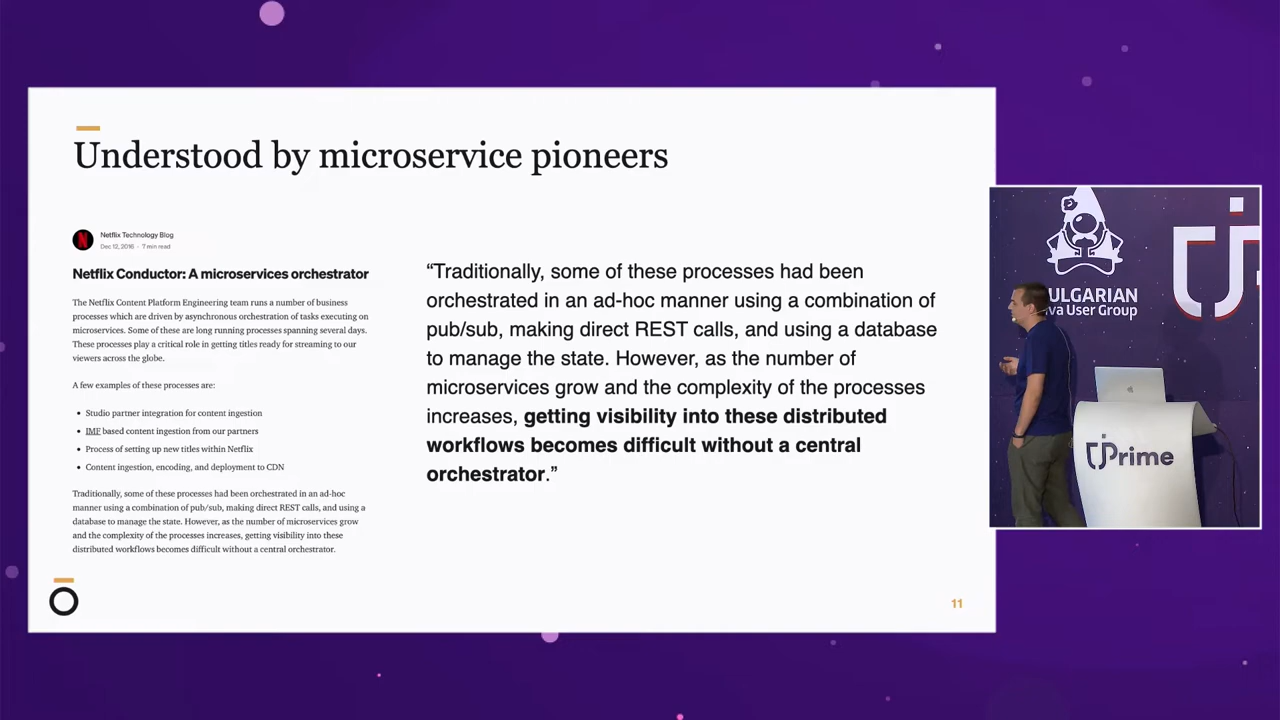 Understood by microservice pioneers
Netflix Technology Blog
Dec 12, 2016 · 7 min read
Netflix Conductor: A microservices orchestrator
The Netflix Content Platform Engineering team runs a number of business
processes which are driven by asynchronous orchestration of tasks executing on
microservices. Some of these are long running processes spanning several days.
These processes play a critical role in getting titles ready for streaming to our
viewers across the globe.
A few examples of these processes are:
• Studio partner integration for content ingestion
• IMF based content ingestion from our partners
• Process of setting up new titles within Netflix
• Content ingestion, encoding, and deployment to CDN
Traditionally, some of these processes had been orchestrated in an ad-hoc
manner using a combination of pub/sub, making direct REST calls, and using a
database to manage the state. However, as the number of microservices grow
and the complexity of the processes increases, getting visibility into these
distributed workflows becomes difficult without a central orchestrator.
“Traditionally, some of these processes had been
orchestrated in an ad-hoc manner using a combination of
pub/sub, making direct REST calls, and using a database
to manage the state. However, as the number of
microservices grow and the complexity of the processes
increases, getting visibility into these distributed
workflows becomes difficult without a central
orchestrator.”
11
ULGARIAN
ava User Group
jPrime